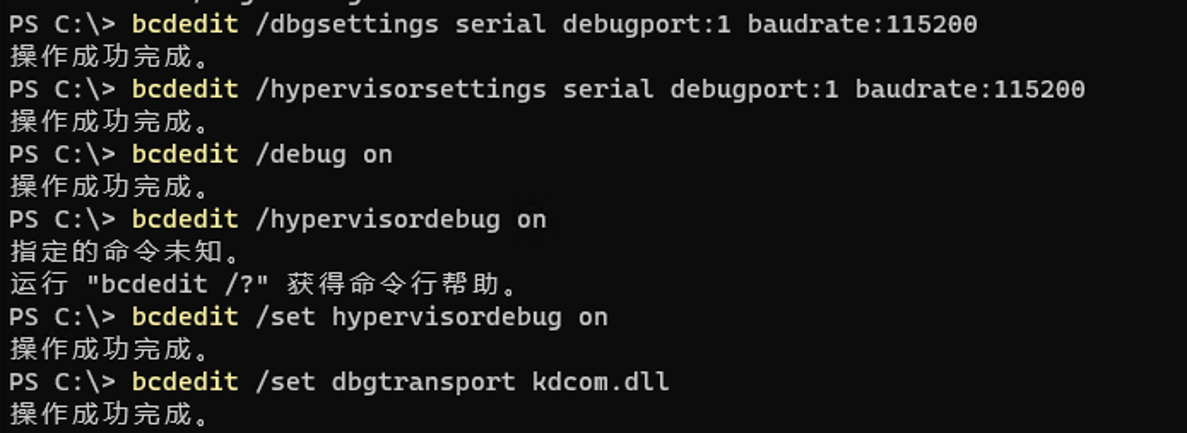 PS C:\> bcdedit /dbgsettings serial debugport:1 baudrate:115200
操作成功完成。
PS C:\> bcdedit /hypervisorsettings serial debugport:1 baudrate:115200
操作成功完成。
PS C:\> bcdedit /debug on
操作成功完成。
PS C:\> bcdedit /hypervisordebug on
指定的命令未知。
运行 "bcdedit /?" 获得命令行帮助。
PS C:\> bcdedit /set hypervisordebug on
操作成功完成。
PS C:\> bcdedit /set dbgtransport kdcom.dll
操作成功完成。